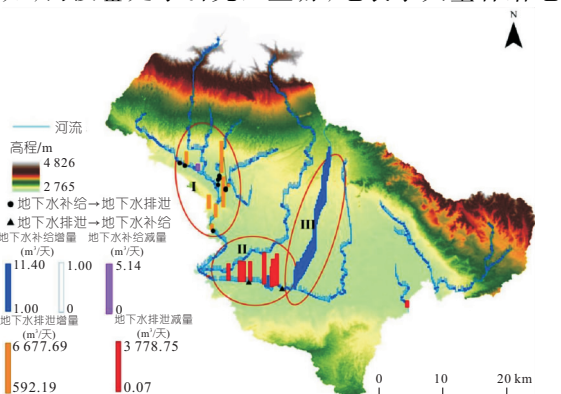 N
河流
高程/m
4 826
2 765
地下水补给→地下水排泄
地下水排泄→地下水补给
地下水补给增量 地下水补给减量
(m³/天) (m³/天)
11.40 1.00 5.14
1.00 0 0
地下水排泄增量 地下水排泄减量
(m³/天) (m³/天)
6 677.69 3 778.75
592.19 0.07
I
II
III
0 10 20 km